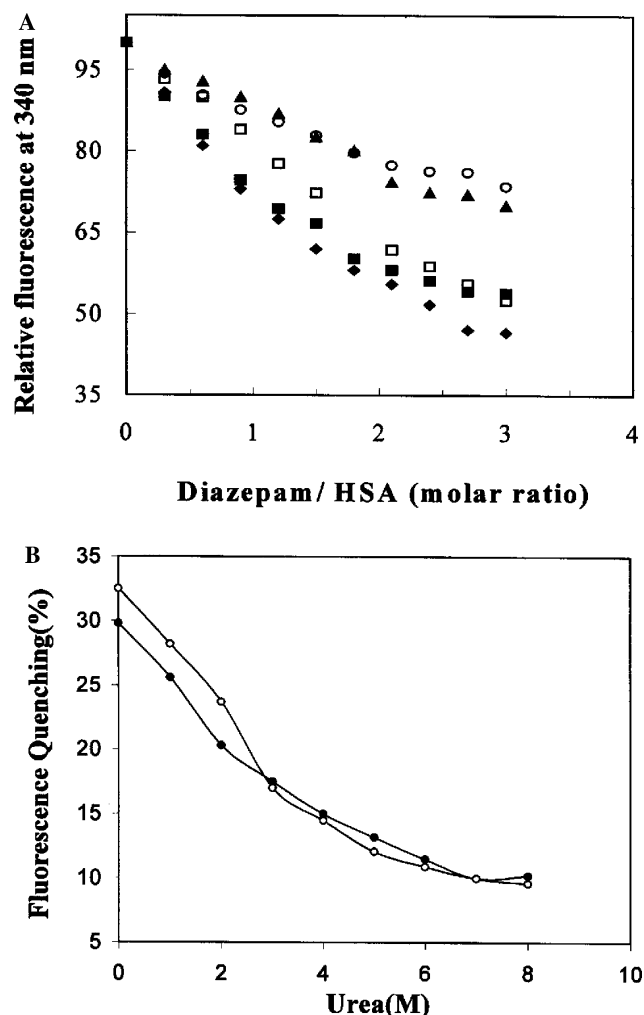 A
Relative fluorescence at 340 nm
95
80
65
50
35
0 1 2 3 4
Diazepam/ HSA (molar ratio)
B
Fluorescence Quenching(%)
35
30
25
20
15
10
5
0 2 4 6 8 10
Urea(M)